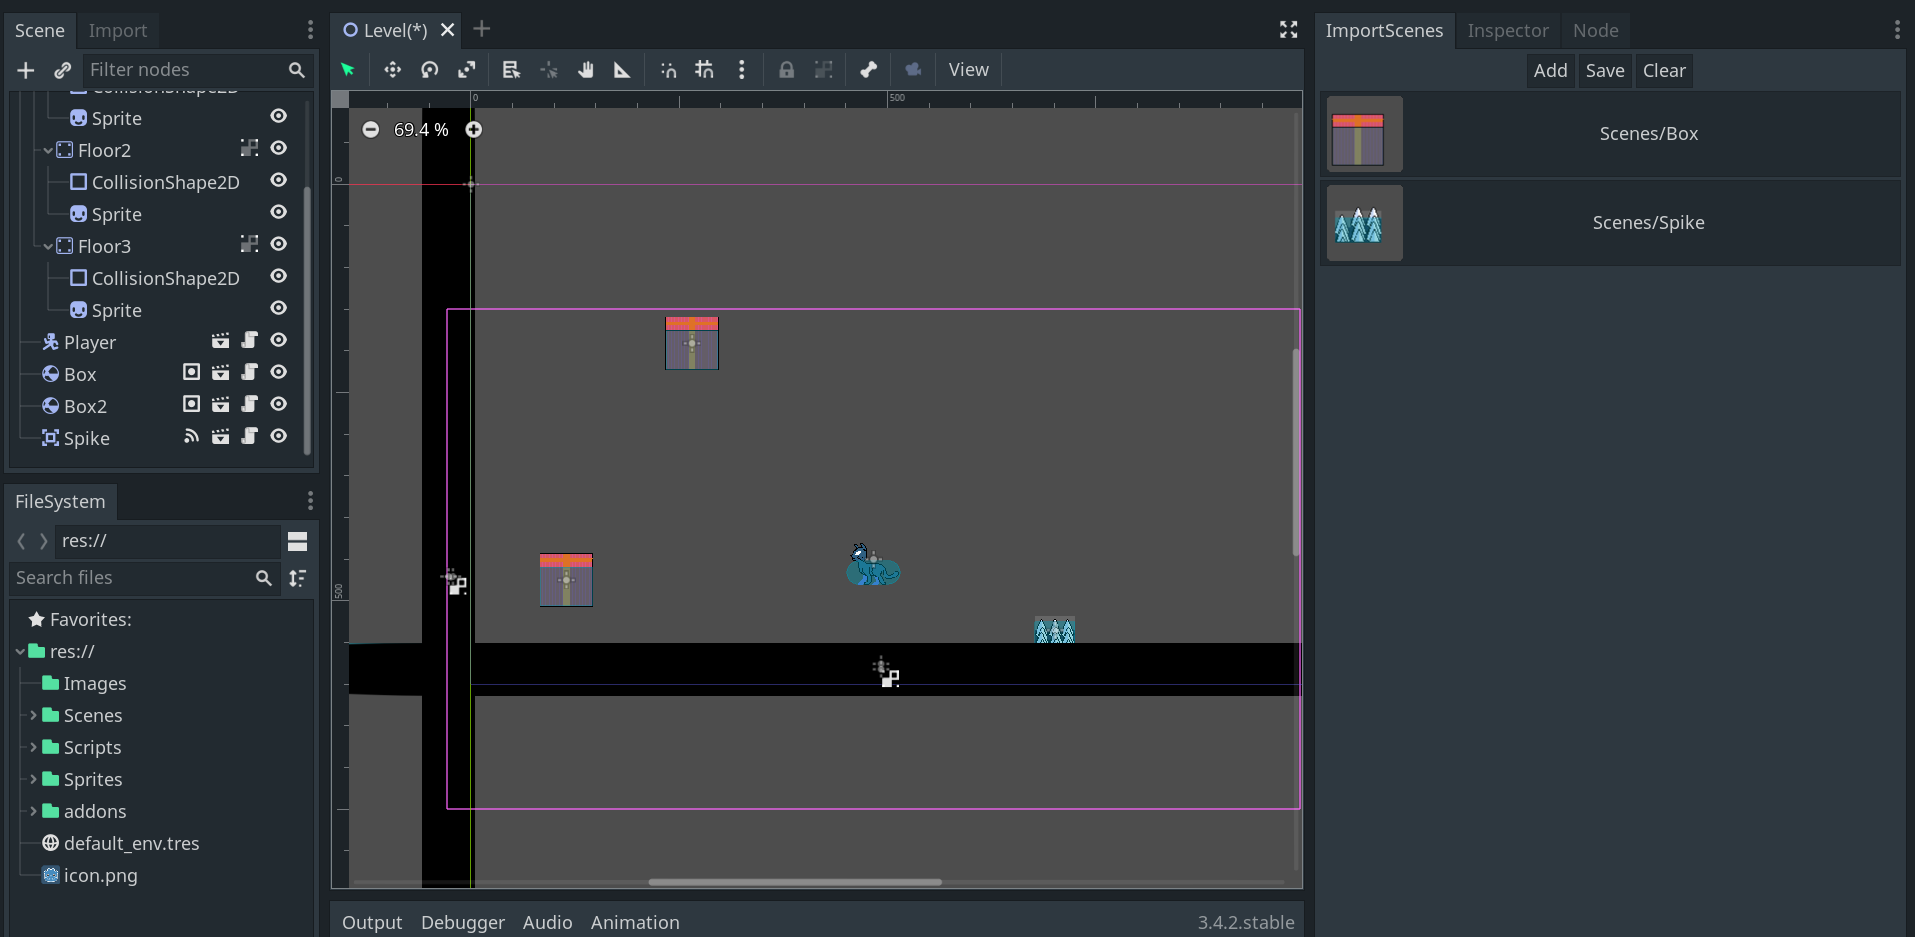 Scene
Import
Filter nodes
CollisionShape2D
Sprite
Floor2
CollisionShape2D
Sprite
Floor3
CollisionShape2D
Sprite
Player
Box
Box2
Spike
FileSystem
res://
Search files
Favorites:
res://
Images
Scenes
Scripts
Sprites
addons
default_env.tres
icon.png
Level(*)
View
0
500
0
500
69.4 %
Output
Debugger
Audio
Animation
3.4.2.stable
ImportScenes
Inspector
Node
Add
Save
Clear
Scenes/Box
Scenes/Spike